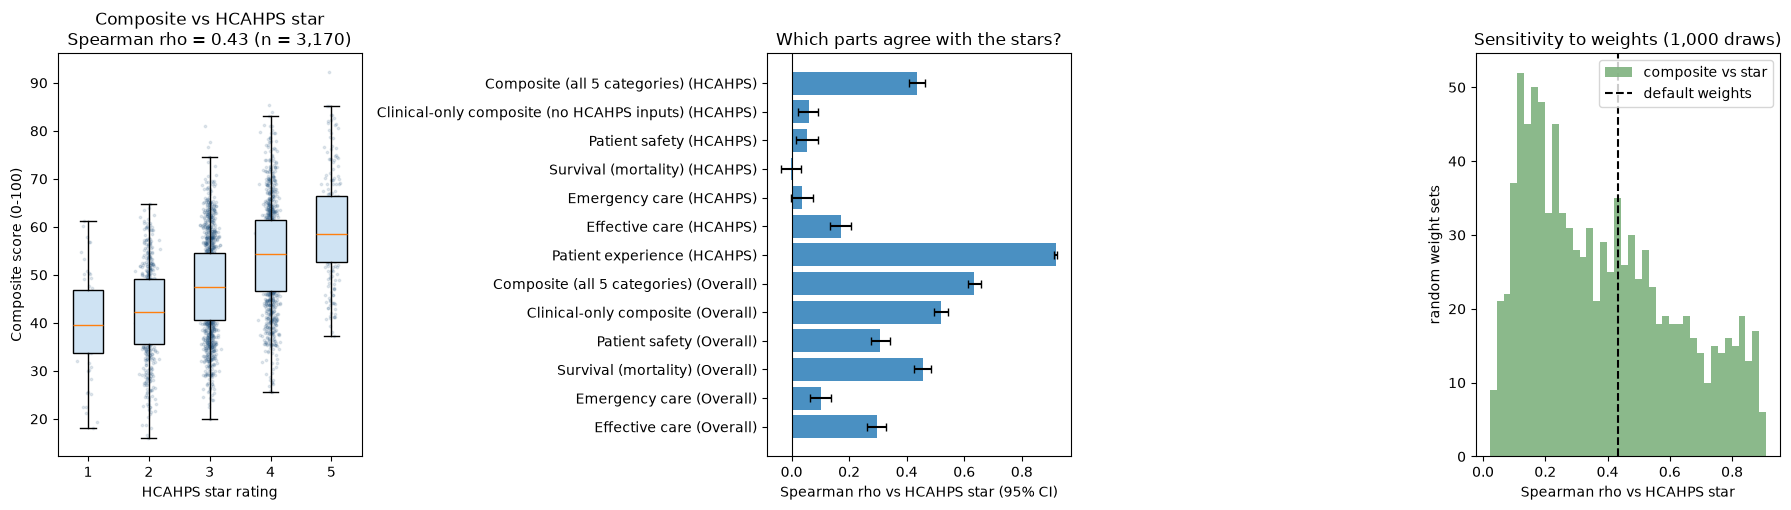 Composite vs HCAHPS star
Spearman rho = 0.43 (n = 3,170)
Composite score (0-100)
90
80
70
60
50
40
30
20
1 2 3 4 5
HCAHPS star rating
Which parts agree with the stars?
Composite (all 5 categories) (HCAHPS)
Clinical-only composite (no HCAHPS inputs) (HCAHPS)
Patient safety (HCAHPS)
Survival (mortality) (HCAHPS)
Emergency care (HCAHPS)
Effective care (HCAHPS)
Patient experience (HCAHPS)
Composite (all 5 categories) (Overall)
Clinical-only composite (Overall)
Patient safety (Overall)
Survival (mortality) (Overall)
Emergency care (Overall)
Effective care (Overall)
0.0 0.2 0.4 0.6 0.8
Spearman rho vs HCAHPS star (95% CI)
Sensitivity to weights (1,000 draws)
composite vs star
default weights
random weight sets
50
40
30
20
10
0
0.0 0.2 0.4 0.6 0.8
Spearman rho vs HCAHPS star